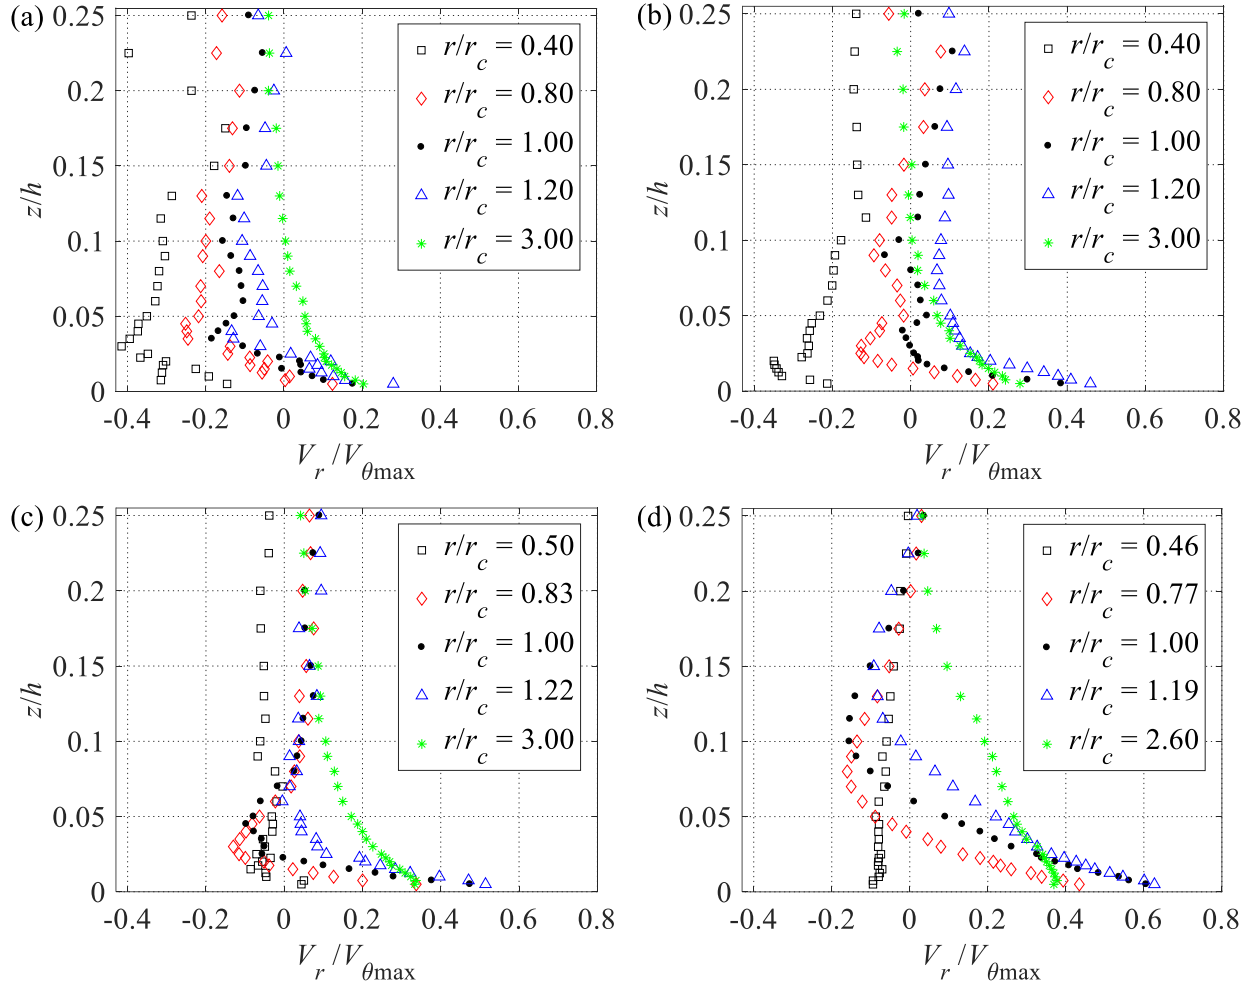 (a)
0.25
0.2
0.15
0.1
0.05
0
z/h
-0.4 -0.2 0 0.2 0.4 0.6 0.8
V_r / V_θmax
r/r_c = 0.40
r/r_c = 0.80
r/r_c = 1.00
r/r_c = 1.20
r/r_c = 3.00
(b)
0.25
0.2
0.15
0.1
0.05
0
z/h
-0.4 -0.2 0 0.2 0.4 0.6 0.8
V_r / V_θmax
r/r_c = 0.40
r/r_c = 0.80
r/r_c = 1.00
r/r_c = 1.20
r/r_c = 3.00
(c)
0.25
0.2
0.15
0.1
0.05
0
z/h
-0.4 -0.2 0 0.2 0.4 0.6 0.8
V_r / V_θmax
r/r_c = 0.50
r/r_c = 0.83
r/r_c = 1.00
r/r_c = 1.22
r/r_c = 3.00
(d)
0.25
0.2
0.15
0.1
0.05
0
z/h
-0.4 -0.2 0 0.2 0.4 0.6 0.8
V_r / V_θmax
r/r_c = 0.46
r/r_c = 0.77
r/r_c = 1.00
r/r_c = 1.19
r/r_c = 2.60